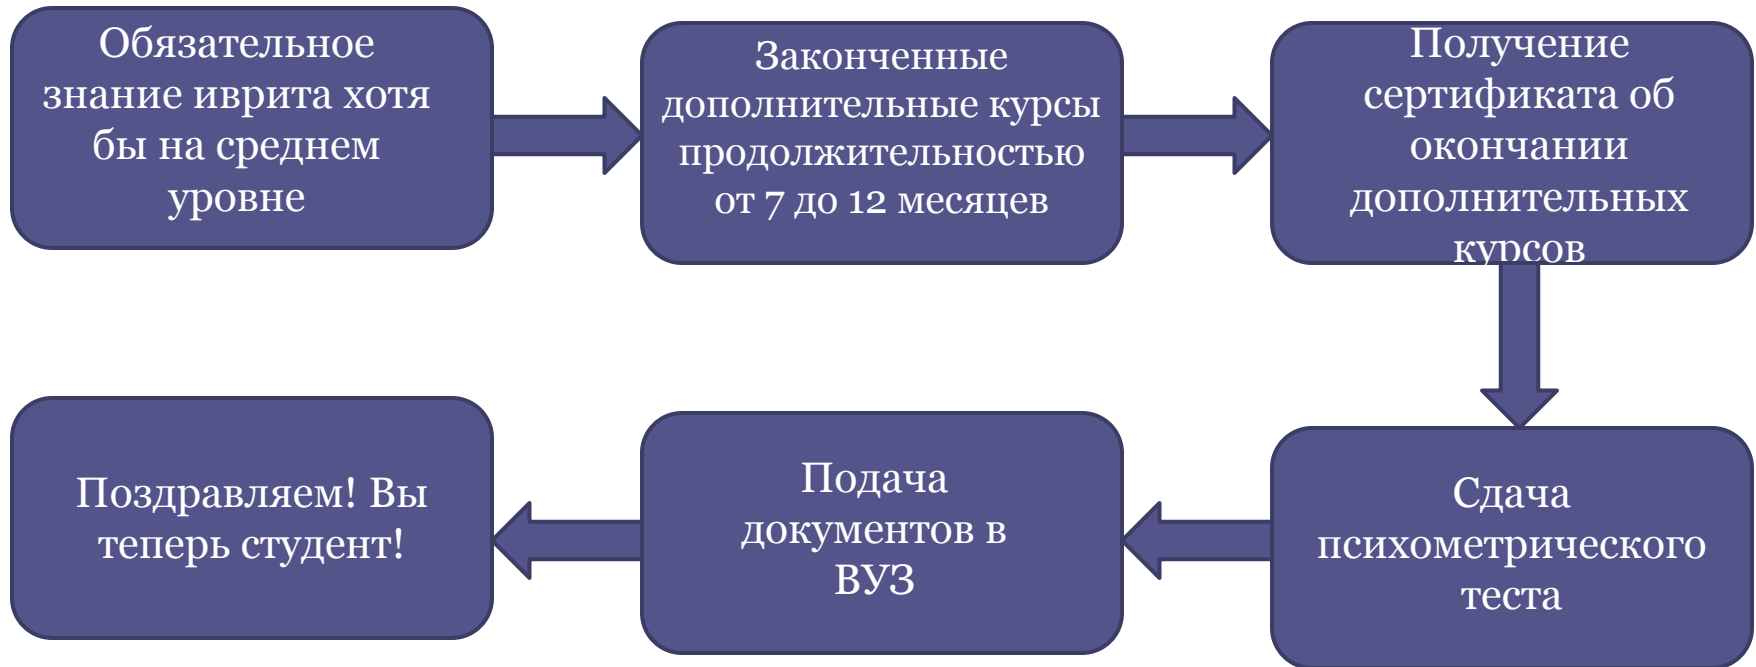 Обязательное
знание иврита хотя
бы на среднем
уровне
Законченные
дополнительные курсы
продолжительностью
от 7 до 12 месяцев
Получение
сертификата об
окончании
дополнительных
курсов
Сдача
психометрического
теста
Подача
документов в
ВУЗ
Поздравляем! Вы
теперь студент!